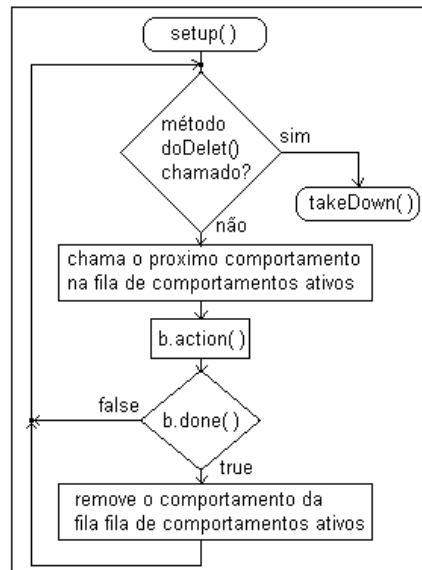 setup()
método
doDelet()
chamado?
sim
takeDown()
não
chama o proximo comportamento
na fila de comportamentos ativos
b.action()
false
b.done()
true
remove o comportamento da
fila fila de comportamentos ativos